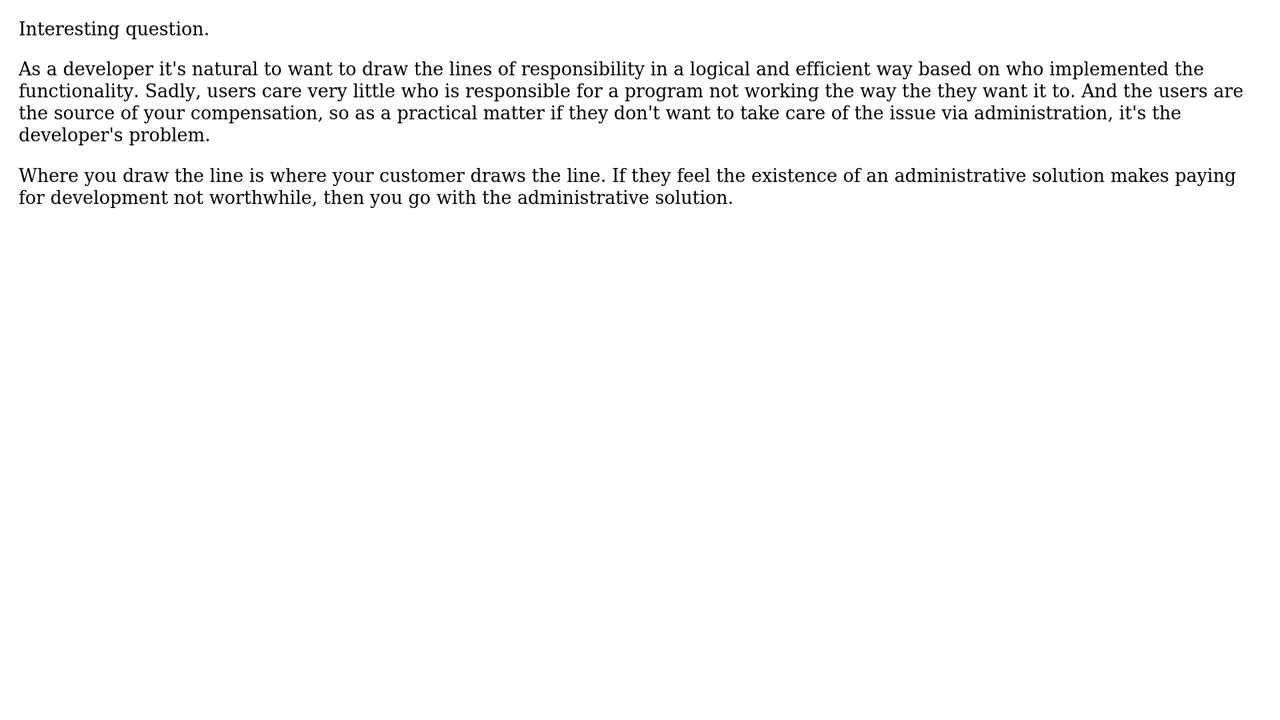 Interesting question.
As a developer it's natural to want to draw the lines of responsibility in a logical and efficient way based on who implemented the
functionality. Sadly, users care very little who is responsible for a program not working the way the they want it to. And the users are
the source of your compensation, so as a practical matter if they don't want to take care of the issue via administration, it's the
developer's problem.
Where you draw the line is where your customer draws the line. If they feel the existence of an administrative solution makes paying
for development not worthwhile, then you go with the administrative solution.